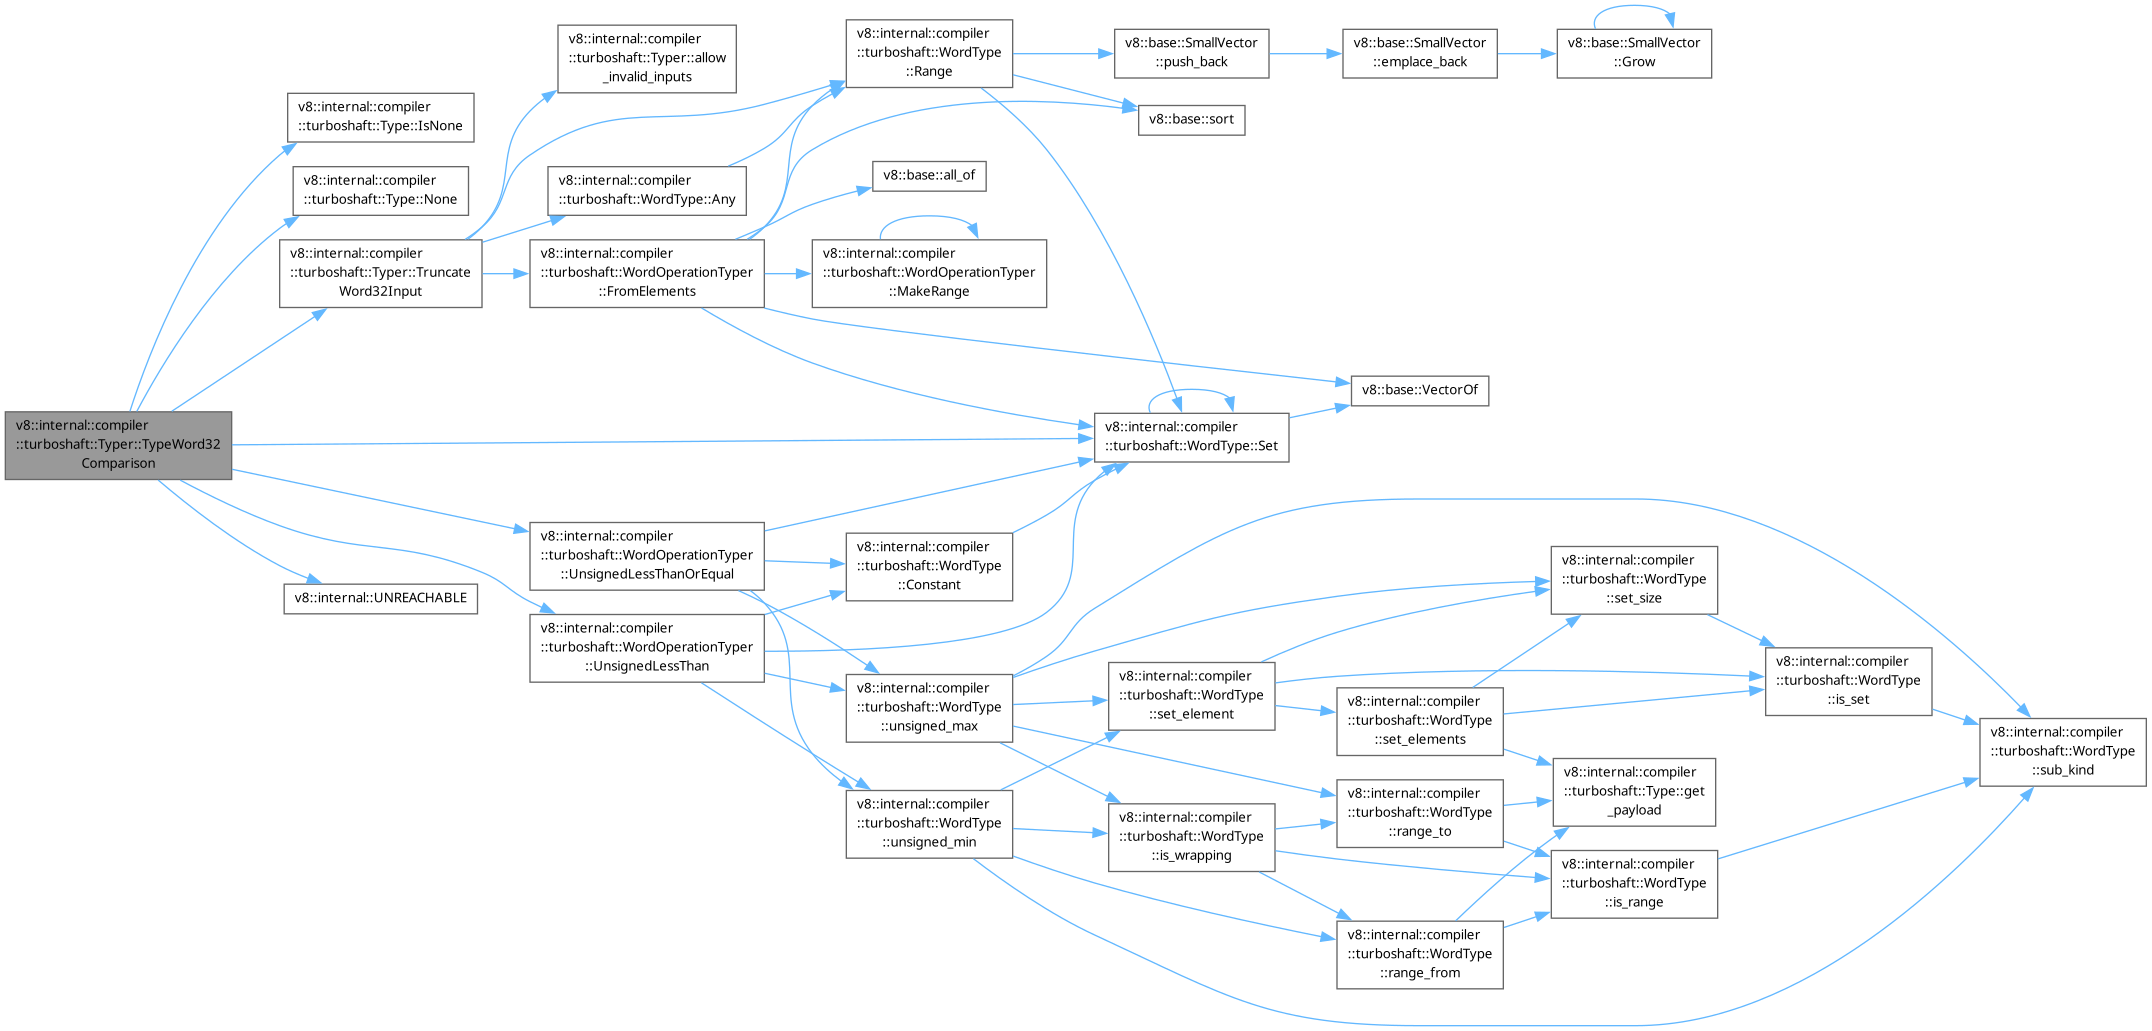 v8::internal::compiler
::turboshaft::Typer::TypeWord32
Comparison
v8::internal::compiler
::turboshaft::Type::IsNone
v8::internal::compiler
::turboshaft::Type::None
v8::internal::compiler
::turboshaft::Typer::Truncate
Word32Input
v8::internal::UNREACHABLE
v8::internal::compiler
::turboshaft::Typer::allow
_invalid_inputs
v8::internal::compiler
::turboshaft::WordType::Any
v8::internal::compiler
::turboshaft::WordOperationTyper
::FromElements
v8::internal::compiler
::turboshaft::WordOperationTyper
::UnsignedLessThanOrEqual
v8::internal::compiler
::turboshaft::WordOperationTyper
::UnsignedLessThan
v8::internal::compiler
::turboshaft::WordType
::Range
v8::base::all_of
v8::internal::compiler
::turboshaft::WordOperationTyper
::MakeRange
v8::internal::compiler
::turboshaft::WordType
::Constant
v8::internal::compiler
::turboshaft::WordType
::unsigned_max
v8::internal::compiler
::turboshaft::WordType
::unsigned_min
v8::base::SmallVector
::push_back
v8::base::sort
v8::internal::compiler
::turboshaft::WordType::Set
v8::internal::compiler
::turboshaft::WordType
::set_element
v8::internal::compiler
::turboshaft::WordType
::is_wrapping
v8::base::SmallVector
::emplace_back
v8::base::VectorOf
v8::internal::compiler
::turboshaft::WordType
::set_elements
v8::internal::compiler
::turboshaft::WordType
::range_to
v8::internal::compiler
::turboshaft::WordType
::range_from
v8::base::SmallVector
::Grow
v8::internal::compiler
::turboshaft::WordType
::set_size
v8::internal::compiler
::turboshaft::Type::get
_payload
v8::internal::compiler
::turboshaft::WordType
::is_range
v8::internal::compiler
::turboshaft::WordType
::is_set
v8::internal::compiler
::turboshaft::WordType
::sub_kind